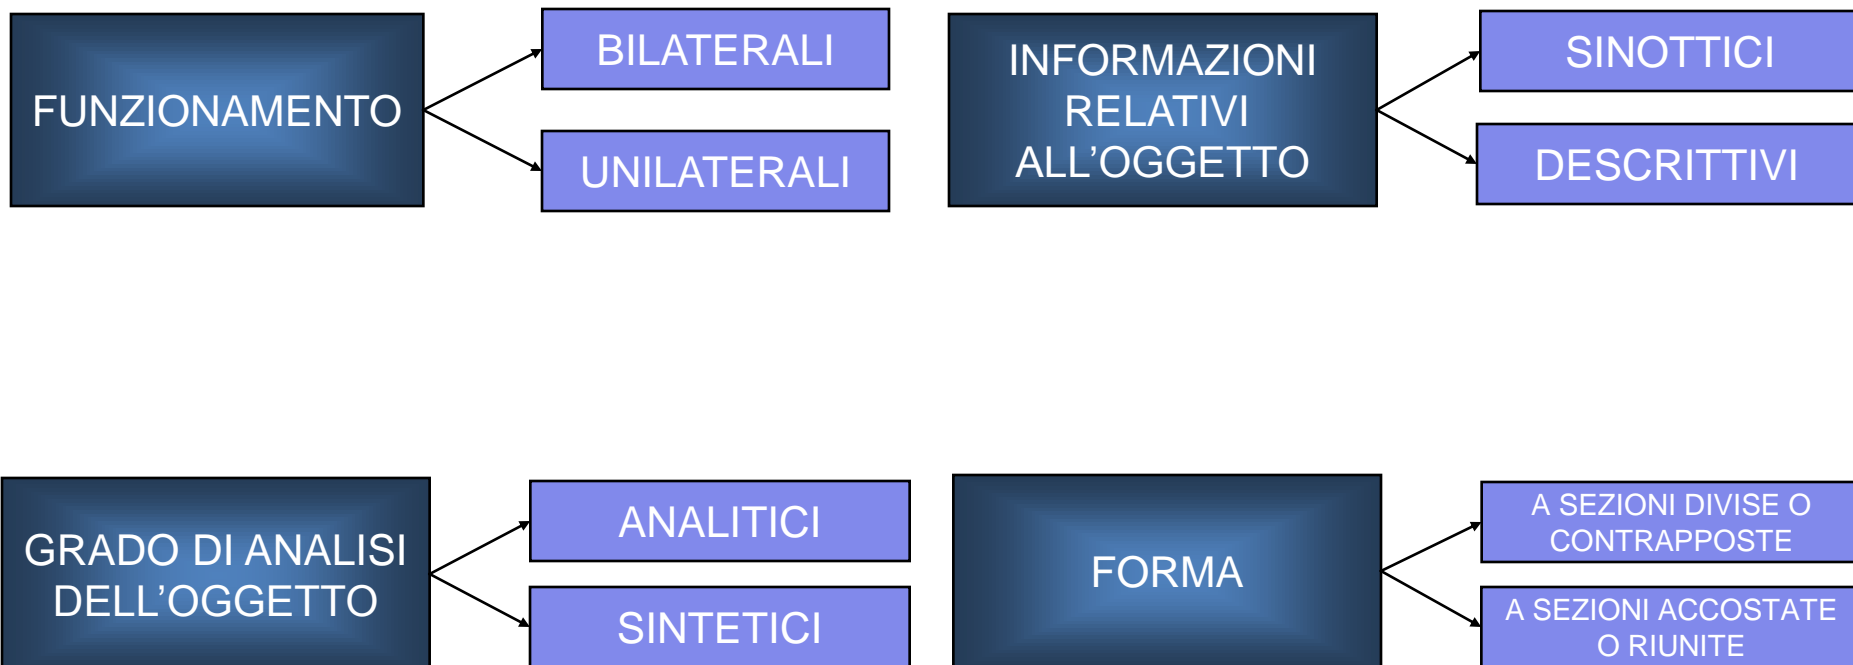 FUNZIONAMENTO
BILATERALI
UNILATERALI
INFORMAZIONI
RELATIVI
ALL’OGGETTO
SINOTTICI
DESCRITTIVI
GRADO DI ANALISI
DELL’OGGETTO
ANALITICI
SINTETICI
FORMA
A SEZIONI DIVISE O
CONTRAPPOSTE
A SEZIONI ACCOSTATE
O RIUNITE